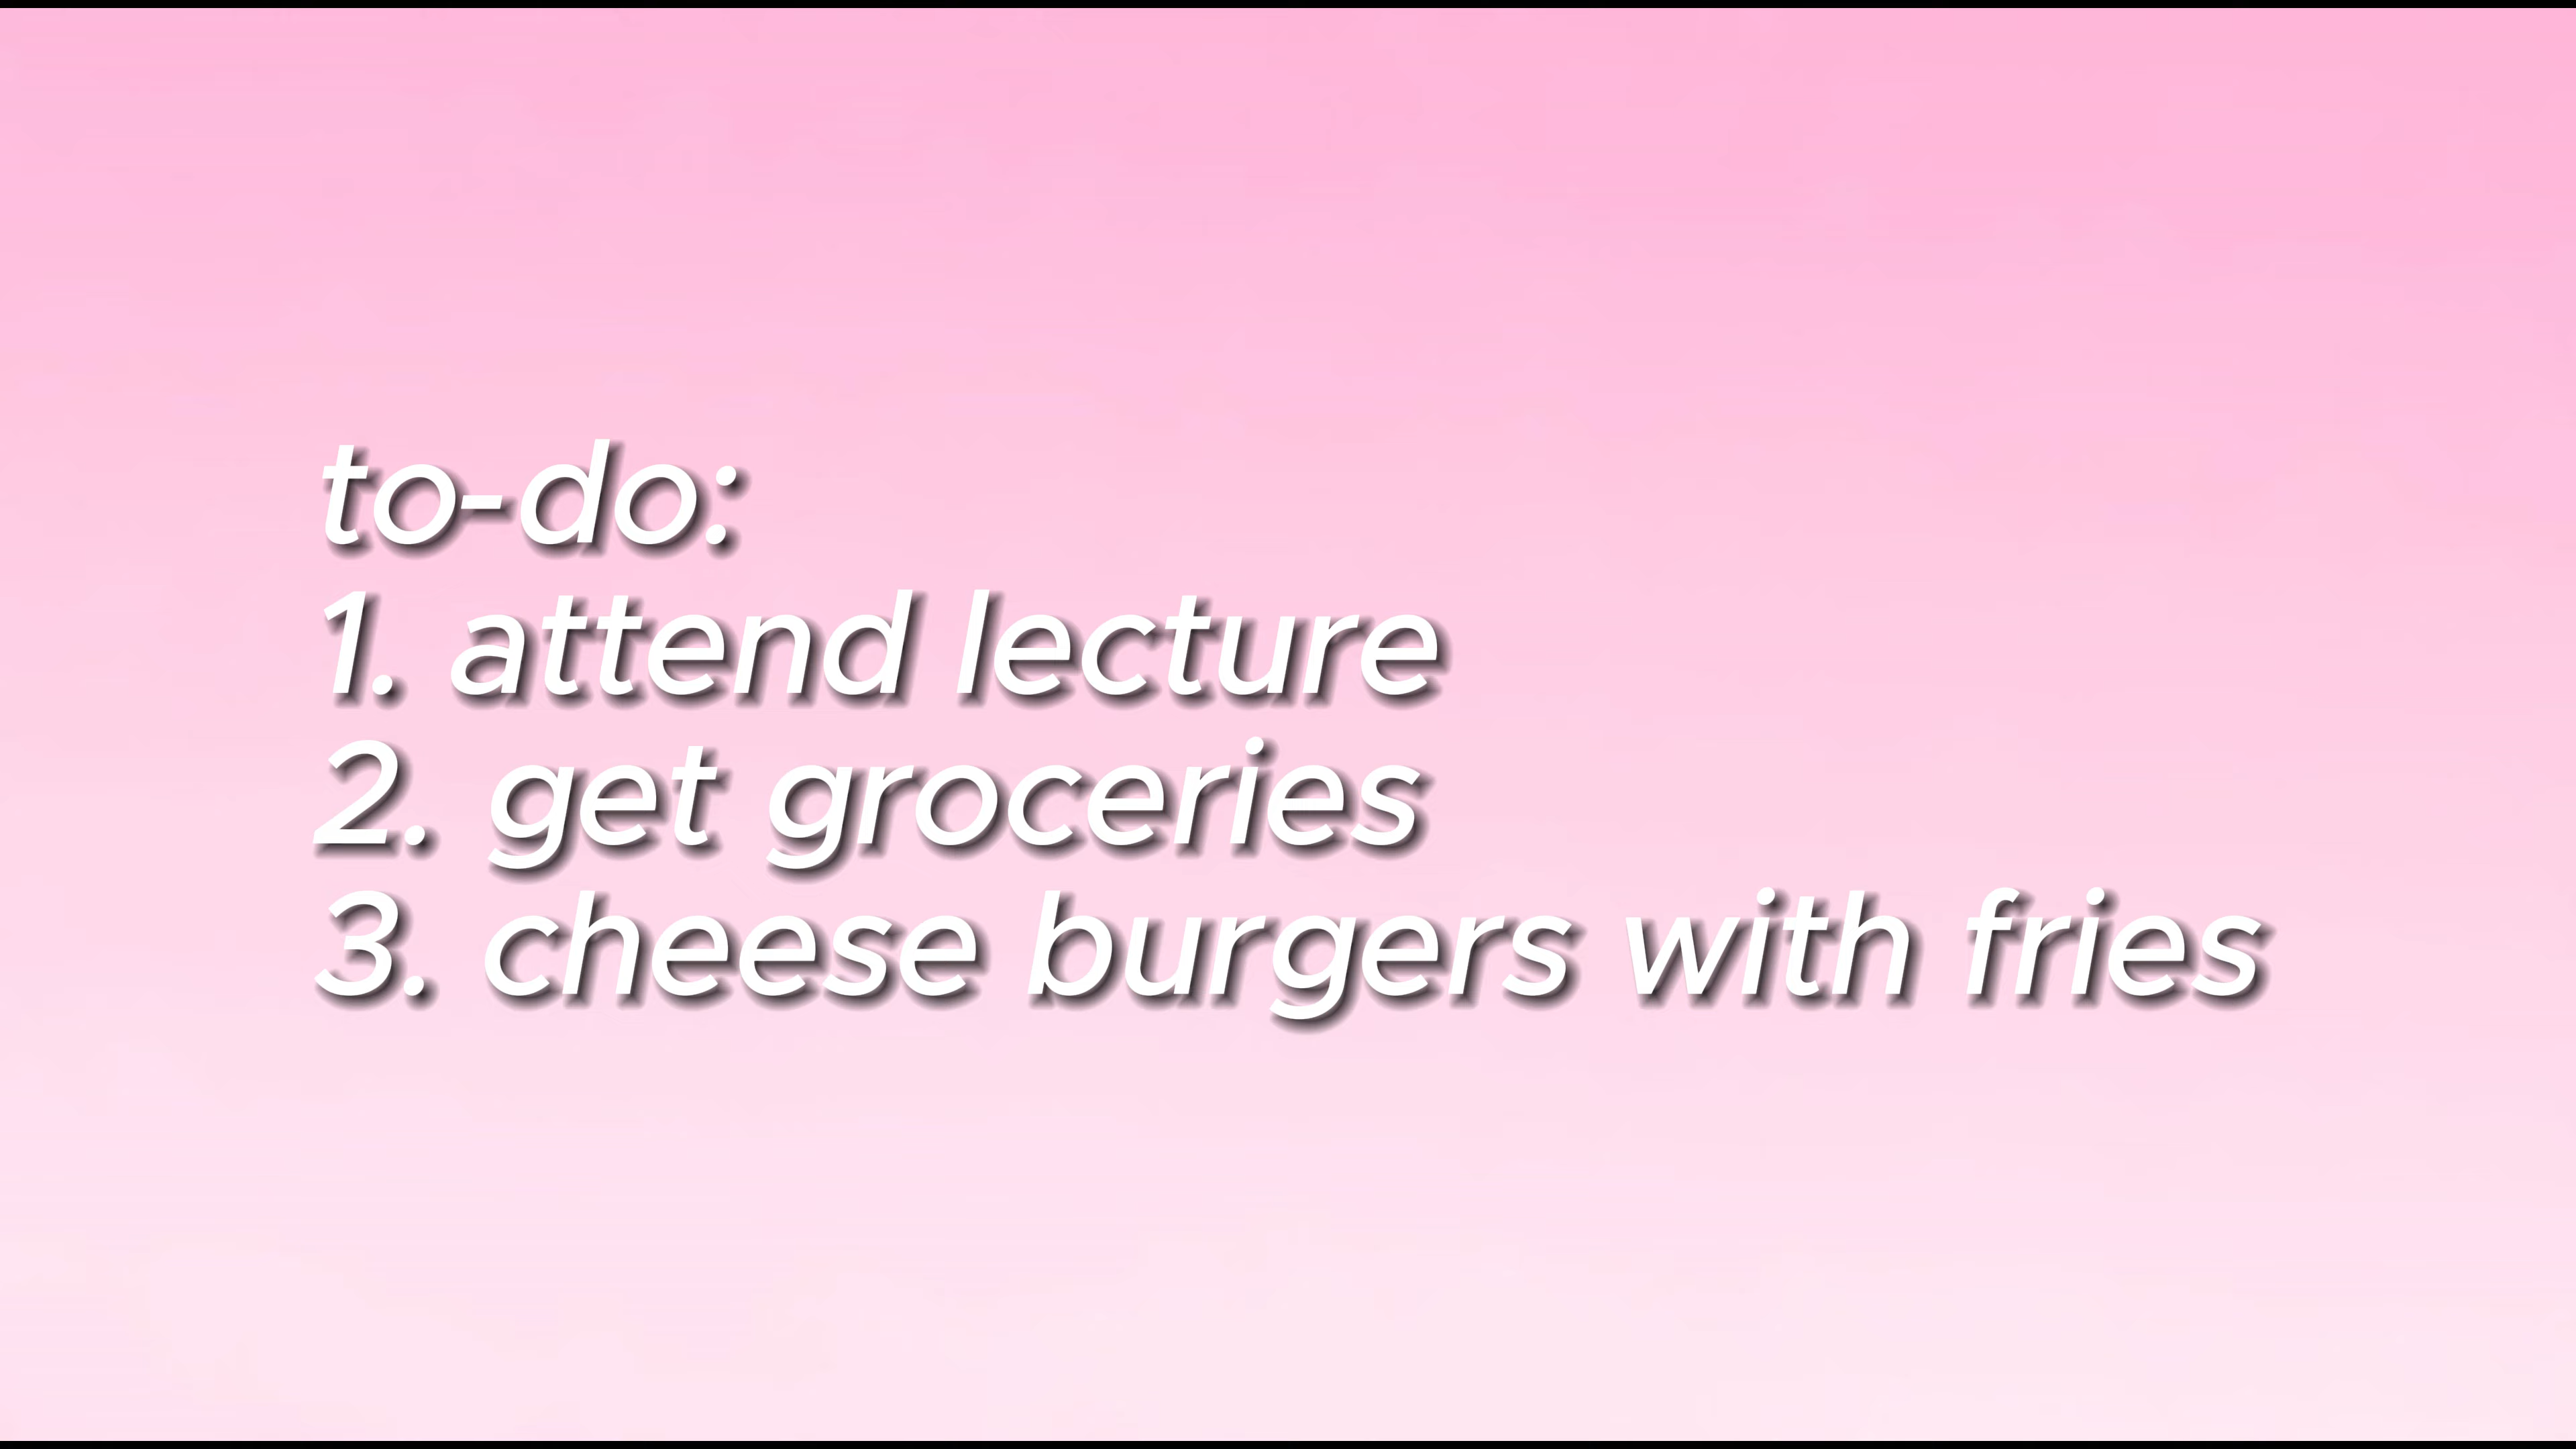 to-do:
1. attend lecture
2. get groceries
3. cheese burgers with fries